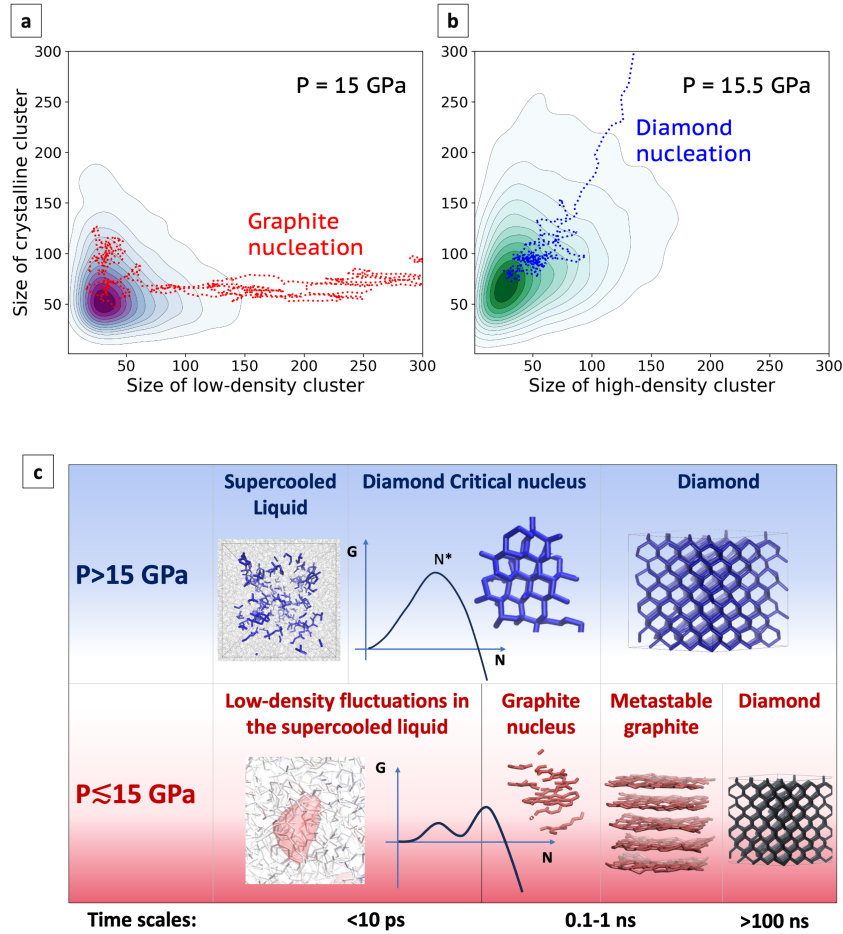 a
b
300
250
200
150
100
50
Size of crystalline cluster
P = 15 GPa
Graphite
nucleation
50 100 150 200 250 300
Size of low-density cluster
300
250
200
150
100
50
P = 15.5 GPa
Diamond
nucleation
50 100 150 200 250 300
Size of high-density cluster
c
Supercooled
Liquid
Diamond Critical nucleus
Diamond
P>15 GPa
G
N*
N
Low-density fluctuations in
the supercooled liquid
Graphite
nucleus
Metastable
graphite
Diamond
P≲15 GPa
G
N
Time scales: <10 ps 0.1-1 ns >100 ns